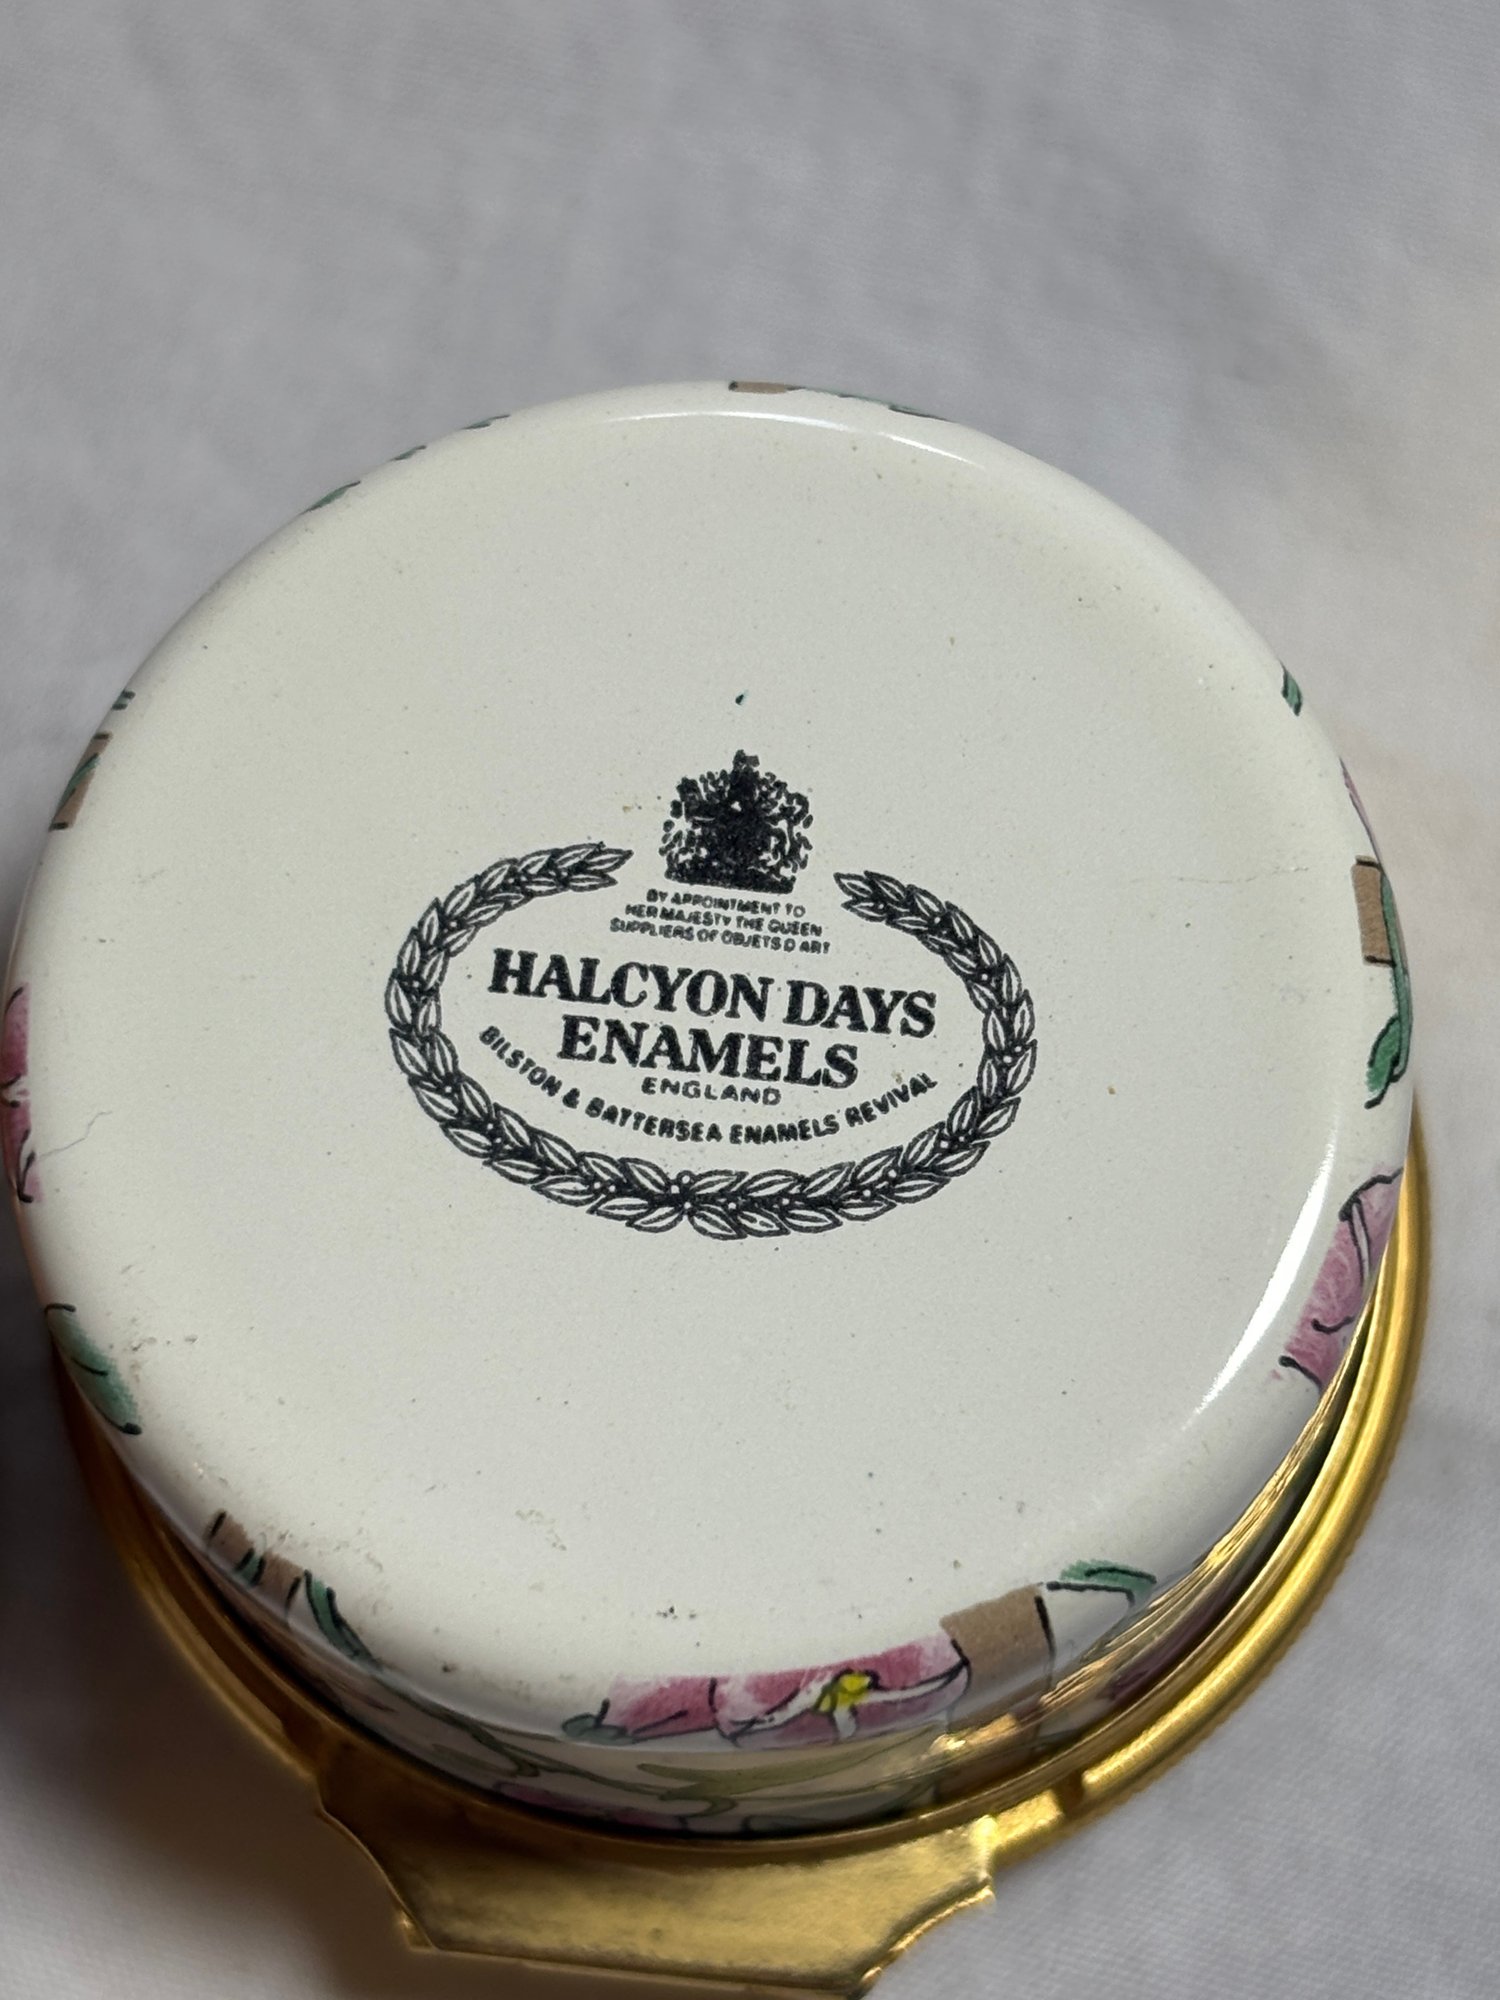 BY APPOINTMENT TO
HER MAJESTY THE QUEEN
SUPPLIERS OF OBJETS D ART
HALCYON DAYS
ENAMELS
ENGLAND
BILSTON & BATTERSEA ENAMELS REVIVAL